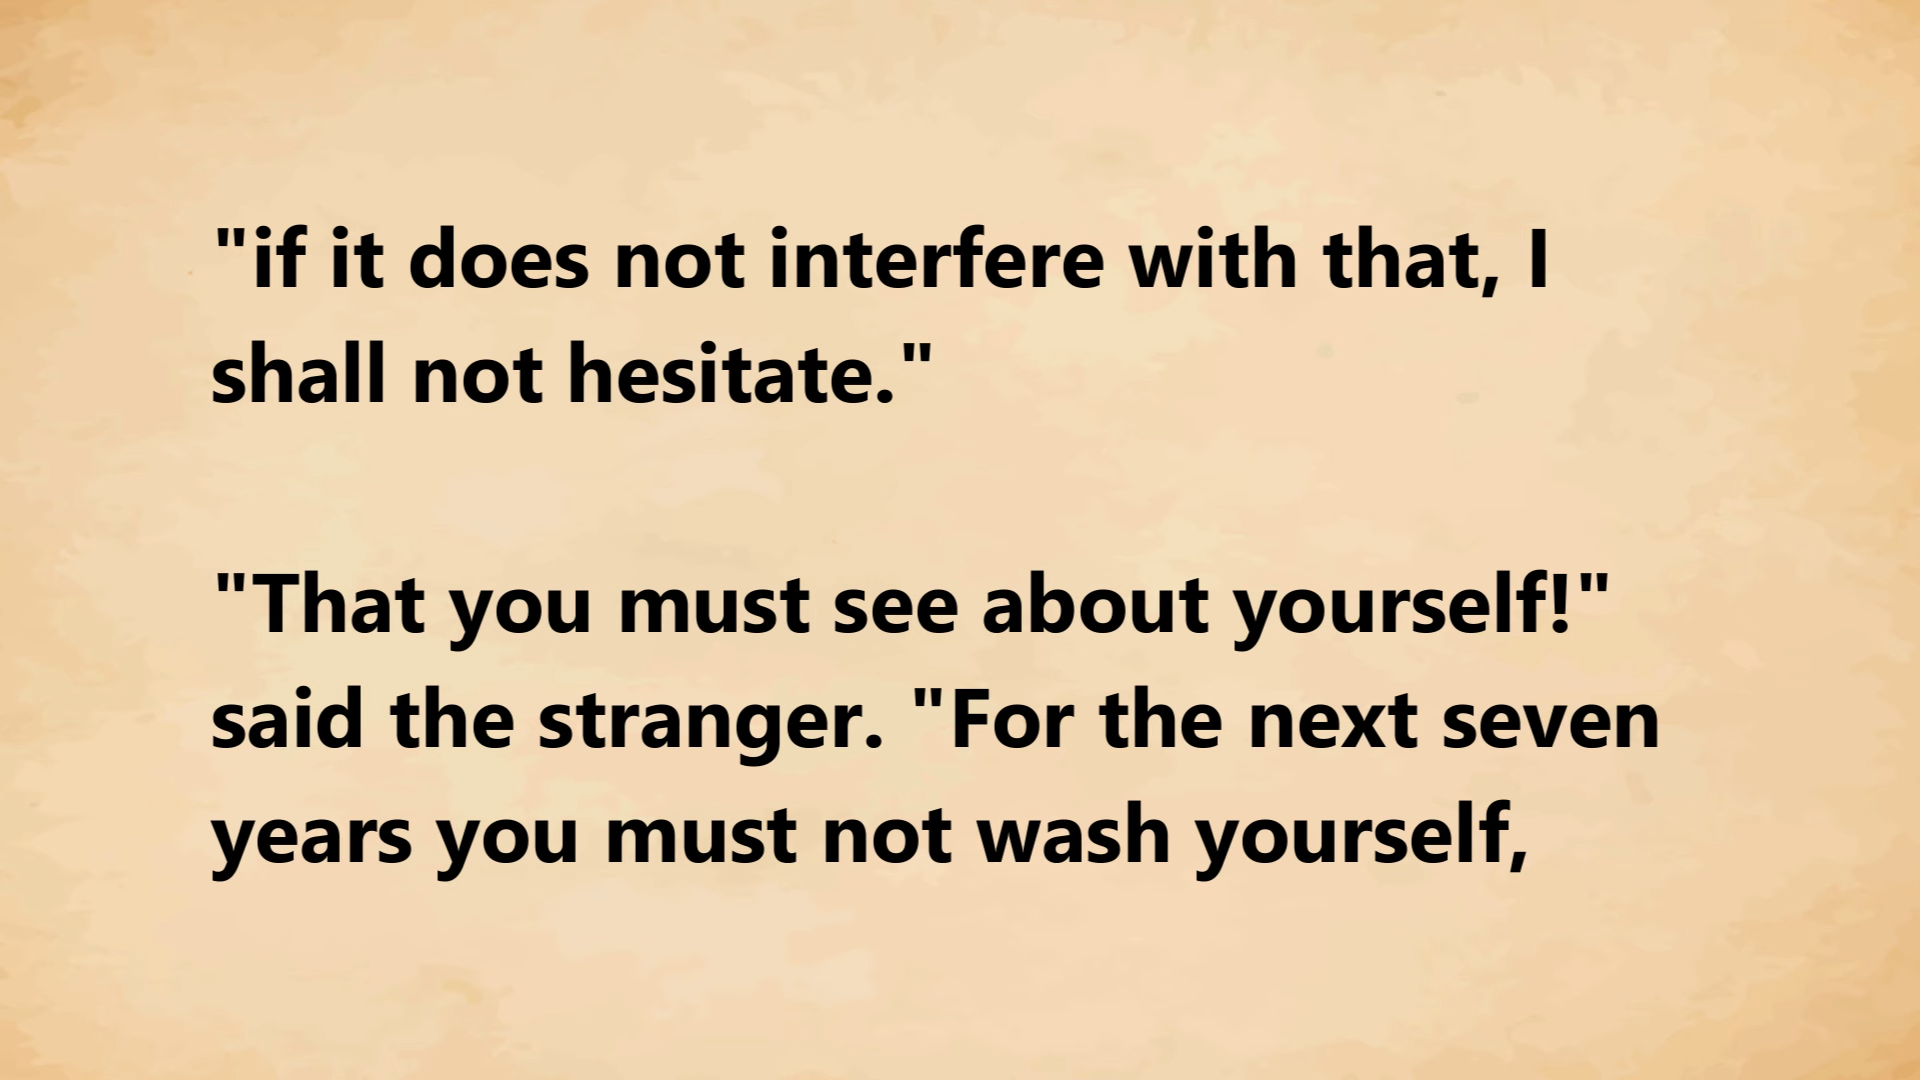 "if it does not interfere with that, I
shall not hesitate."
"That you must see about yourself!"
said the stranger. "For the next seven
years you must not wash yourself,